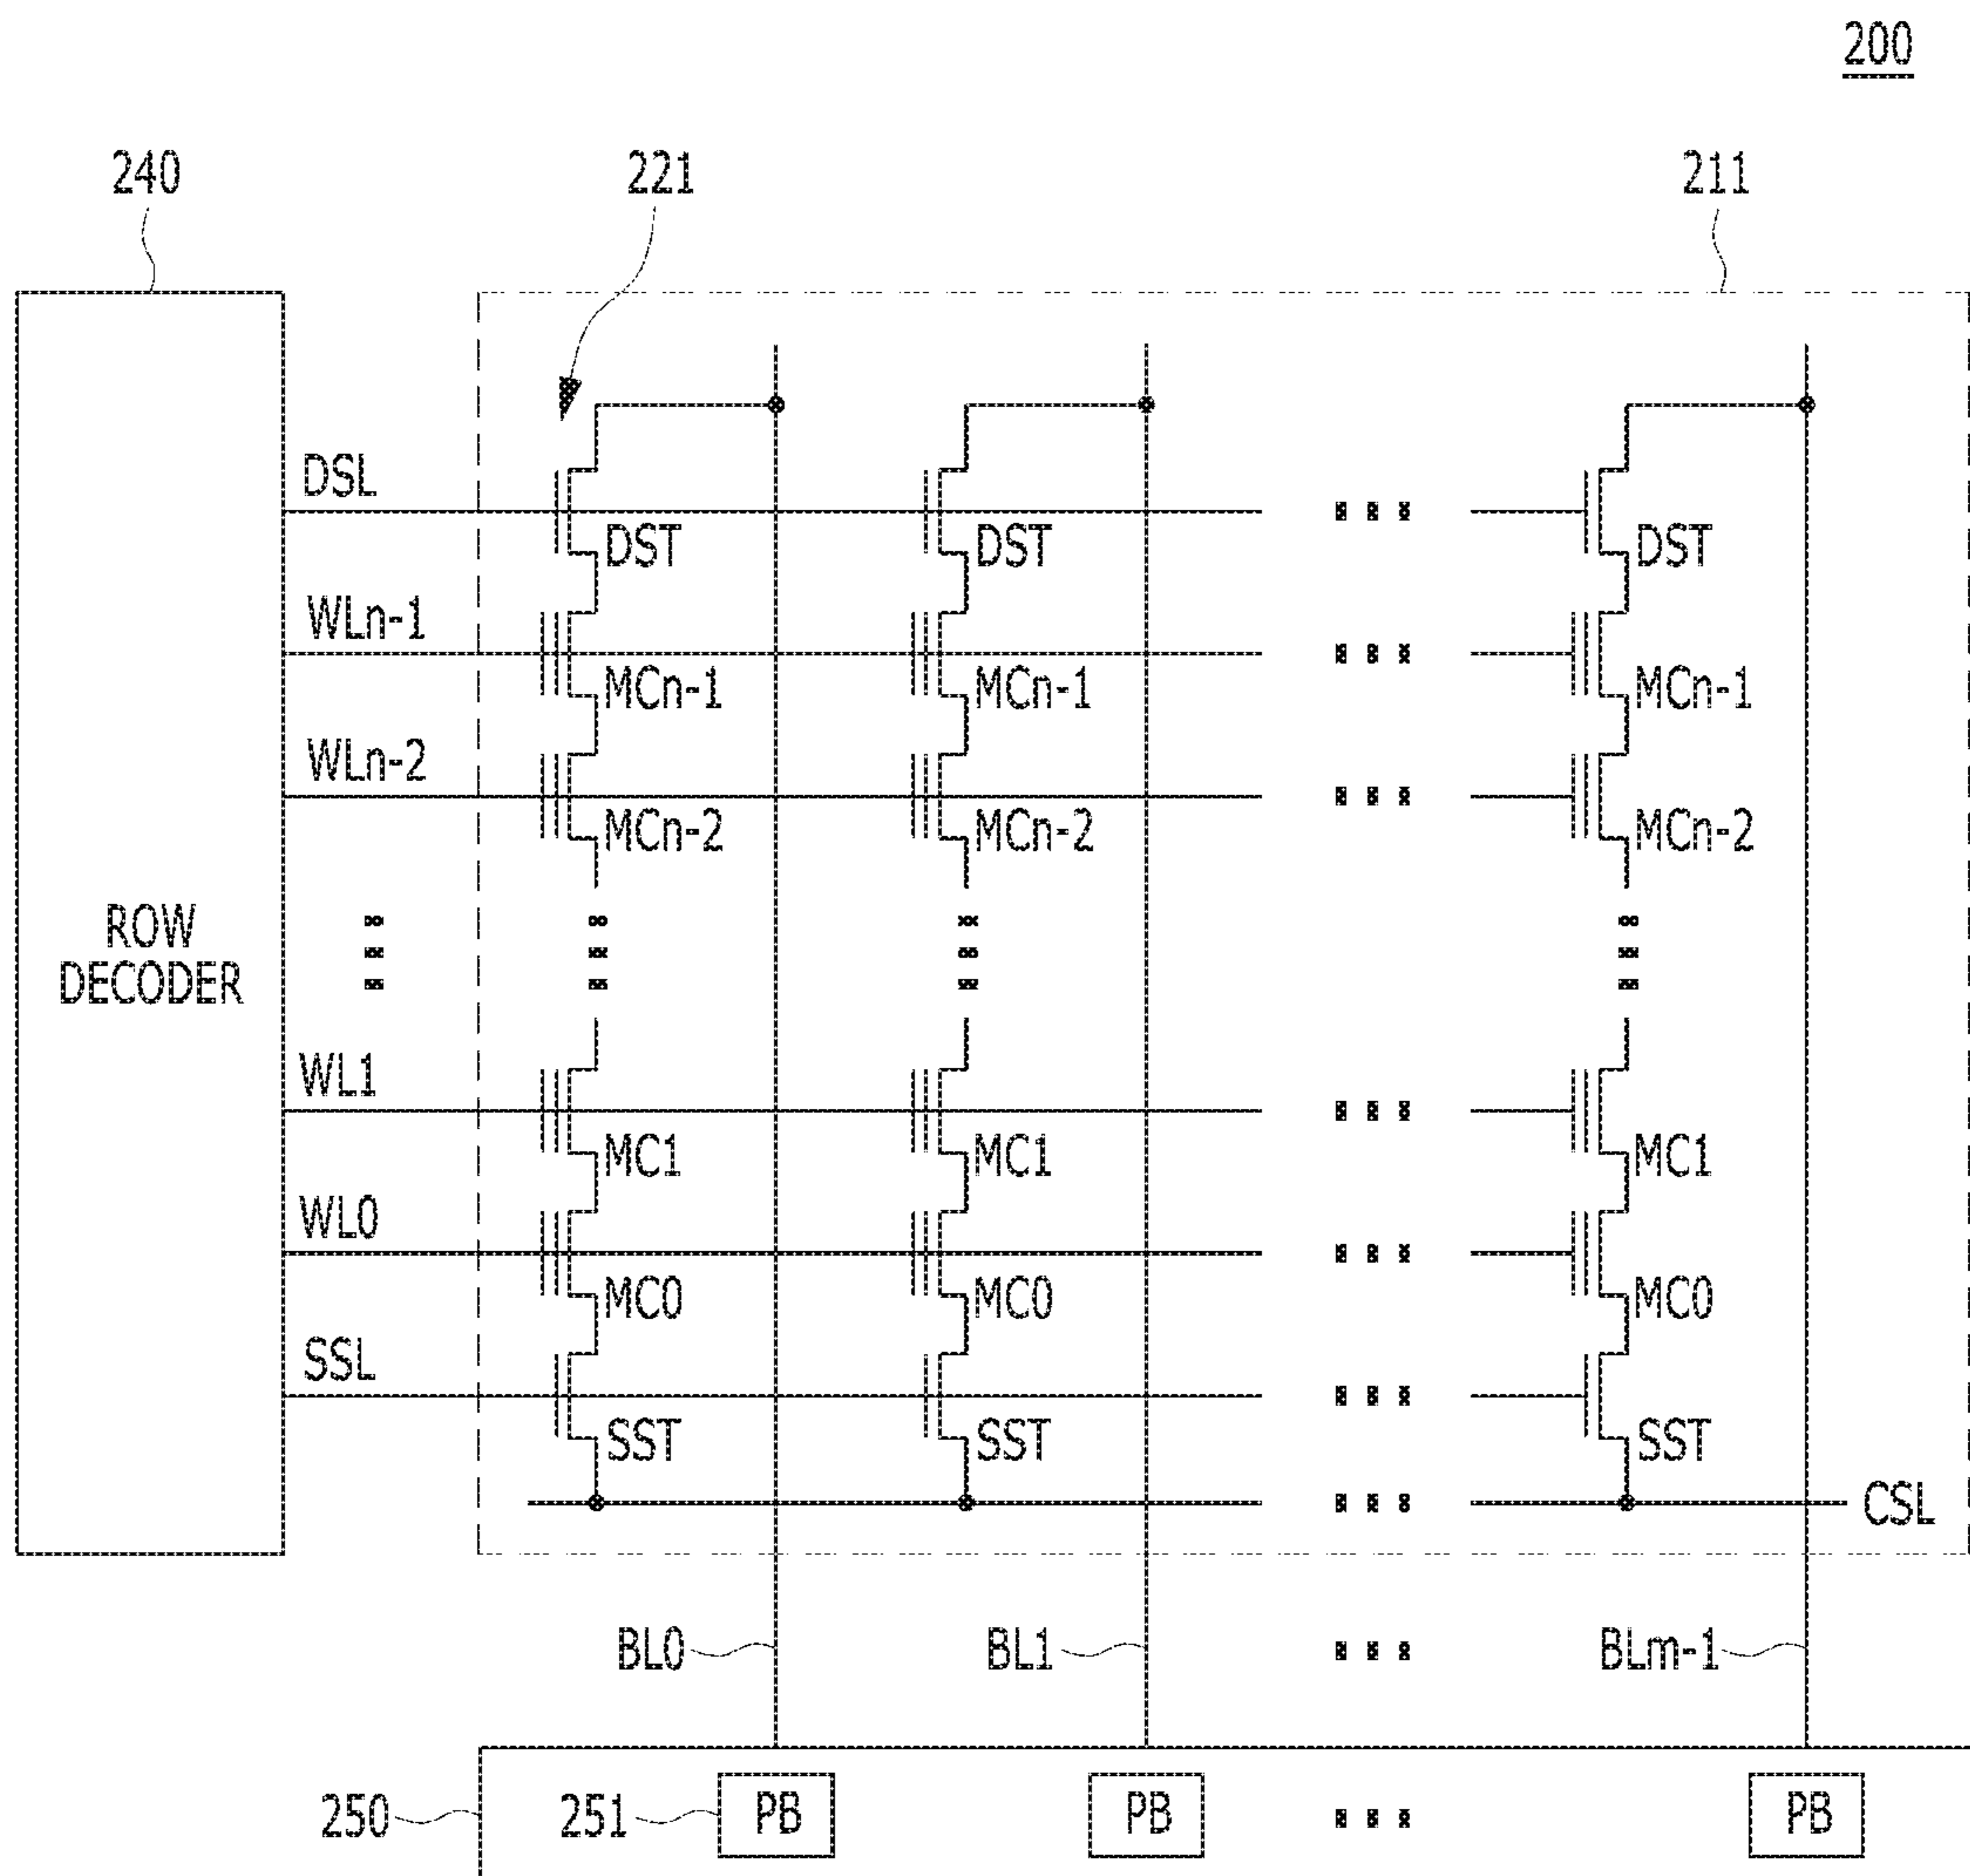 200
240 221 211
DSL
DST DST DST
WLn-1
MCn-1 MCn-1 MCn-1
WLn-2
MCn-2 MCn-2 MCn-2
ROW
DECODER
WL1
MC1 MC1 MC1
WL0
MC0 MC0 MC0
SSL
SST SST SST
CSL
BL0 BL1 BLm-1
250 251 PB PB PB